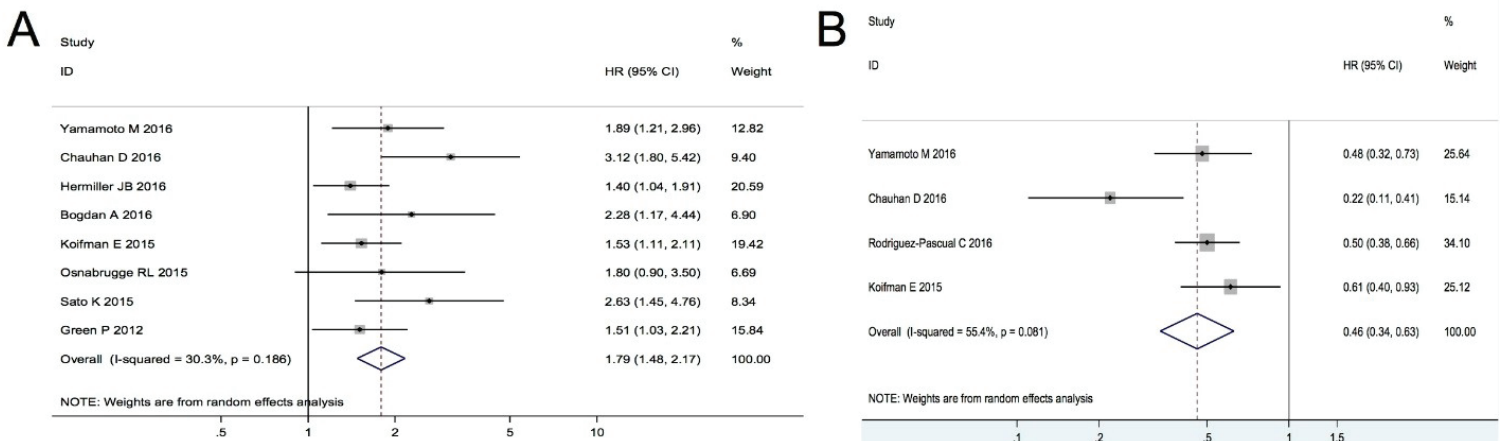 A
Study %
ID HR (95% CI) Weight
Yamamoto M 2016 1.89 (1.21, 2.96) 12.82
Chauhan D 2016 3.12 (1.80, 5.42) 9.40
Hermiller JB 2016 1.40 (1.04, 1.91) 20.59
Bogdan A 2016 2.28 (1.17, 4.44) 6.90
Koifman E 2015 1.53 (1.11, 2.11) 19.42
Osnabrugge RL 2015 1.80 (0.90, 3.50) 6.69
Sato K 2015 2.63 (1.45, 4.76) 8.34
Green P 2012 1.51 (1.03, 2.21) 15.84
Overall (I-squared = 30.3%, p = 0.186) 1.79 (1.48, 2.17) 100.00
NOTE: Weights are from random effects analysis
.5 1 2 5 10
B
Study %
ID HR (95% CI) Weight
Yamamoto M 2016 0.48 (0.32, 0.73) 25.64
Chauhan D 2016 0.22 (0.11, 0.41) 15.14
Rodriguez-Pascual C 2016 0.50 (0.38, 0.66) 34.10
Koifman E 2015 0.61 (0.40, 0.93) 25.12
Overall (I-squared = 55.4%, p = 0.081) 0.46 (0.34, 0.63) 100.00
NOTE: Weights are from random effects analysis
.1 .2 .5 1 1.5